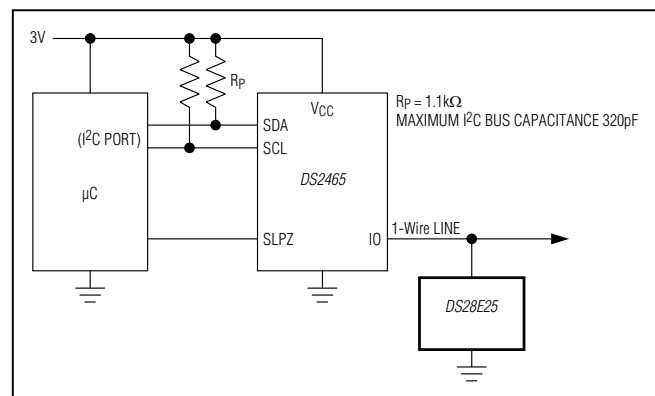 3V
RP
VCC
RP = 1.1kΩ
MAXIMUM I²C BUS CAPACITANCE 320pF
(I²C PORT)
SDA
SCL
DS2465
µC
SLPZ
IO
1-Wire LINE
DS28E25